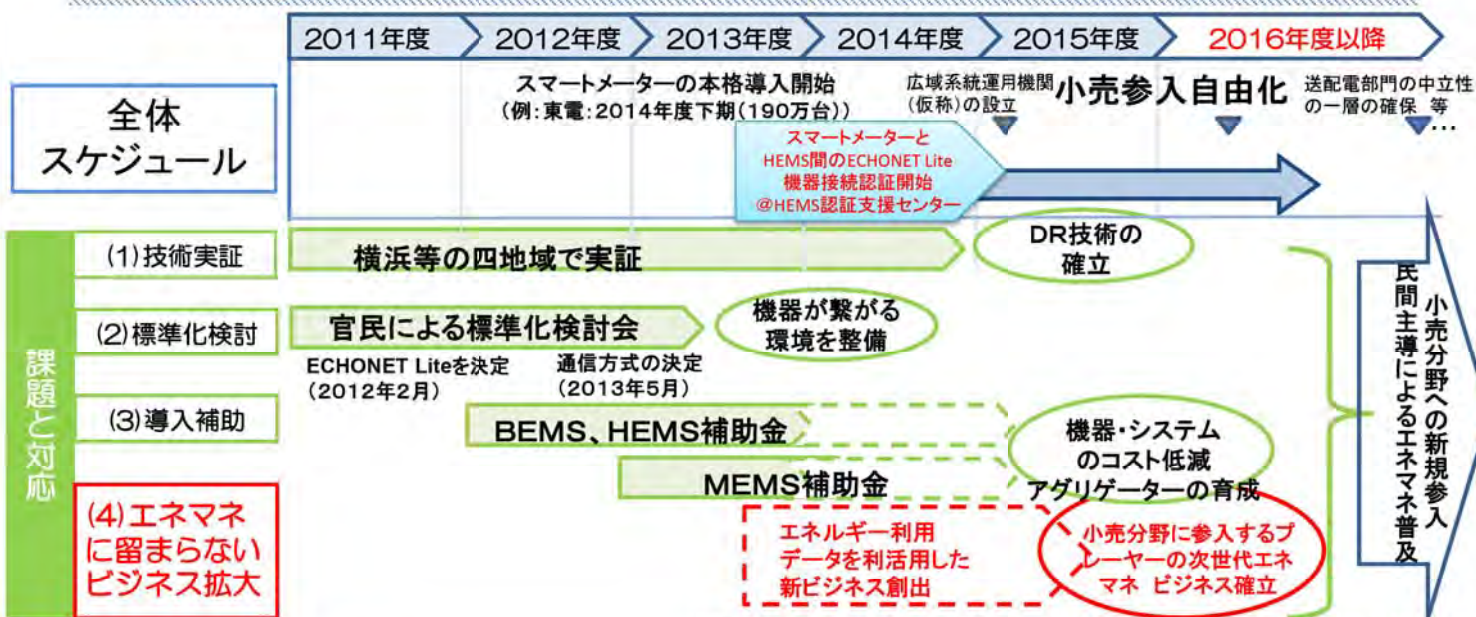 2011年度
2012年度
2013年度
2014年度
2015年度
2016年度以降
全体
スケジュール
スマートメーターの本格導入開始
(例:東電:2014年度下期(190万台))
広域系統運用機関
(仮称)の設立
小売参入自由化
送配電部門の中立性
の一層の確保 等
…
スマートメーターと
HEMS間のECHONET Lite
機器接続認証開始
@HEMS認証支援センター
課題と対応
(1)技術実証
横浜等の四地域で実証
DR技術の
確立
(2)標準化検討
官民による標準化検討会
機器が繋がる
環境を整備
ECHONET Liteを決定
(2012年2月)
通信方式の決定
(2013年5月)
(3)導入補助
BEMS、HEMS補助金
MEMS補助金
機器・システム
のコスト低減
アグリゲーターの育成
(4)エネマネ
に留まらない
ビジネス拡大
エネルギー利用
データを利活用した
新ビジネス創出
小売分野に参入するプ
レーヤーの次世代エネ
マネ ビジネス確立
小売分野への新規参入
民間主導によるエネマネ普及